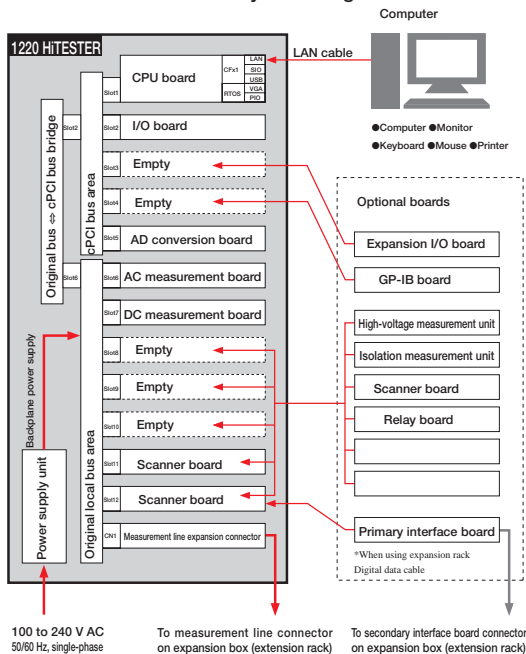 Computer
1220 HiTESTER
LAN cable
CPU board
CFx1
RTOS
LAN
SIO
USB
VGA
PIO
Slot1
Slot2
Slot2
I/O board
●Computer ●Monitor
●Keyboard ●Mouse ●Printer
Slot3
Empty
Slot4
Empty
Slot5
AD conversion board
Slot6
Slot6
AC measurement board
Slot7
DC measurement board
Slot8
Empty
Slot9
Empty
Slot10
Empty
Slot11
Scanner board
Slot12
Scanner board
CN1
Measurement line expansion connector
Original bus ⇔ cPCI bus bridge
cPCI bus area
Original local bus area
Backplane power supply
Power supply unit
Optional boards
Expansion I/O board
GP-IB board
High-voltage measurement unit
Isolation measurement unit
Scanner board
Relay board
Primary interface board
*When using expansion rack
Digital data cable
100 to 240 V AC
50/60 Hz, single-phase
To measurement line connector
on expansion box (extension rack)
To secondary interface board connector
on expansion box (extension rack)